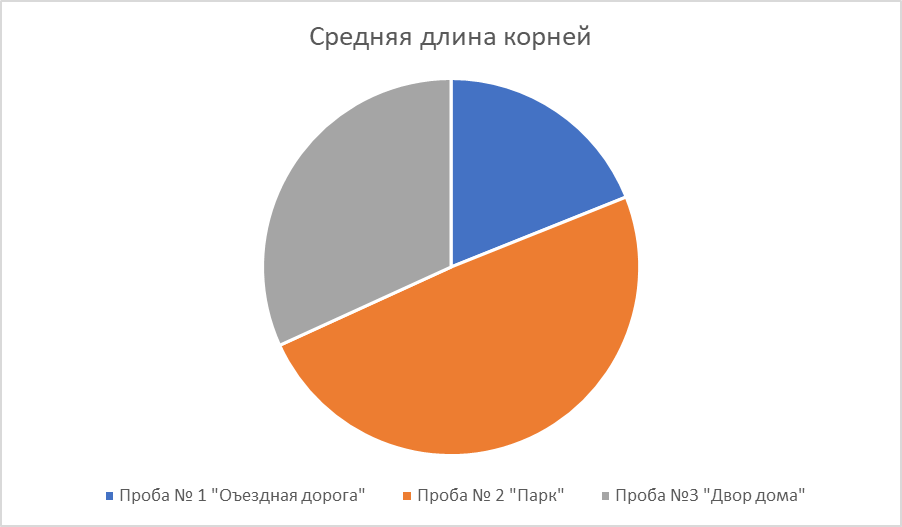 Средняя длина корней
Проба № 1 "Оъездная дорога" Проба № 2 "Парк" Проба №3 "Двор дома"